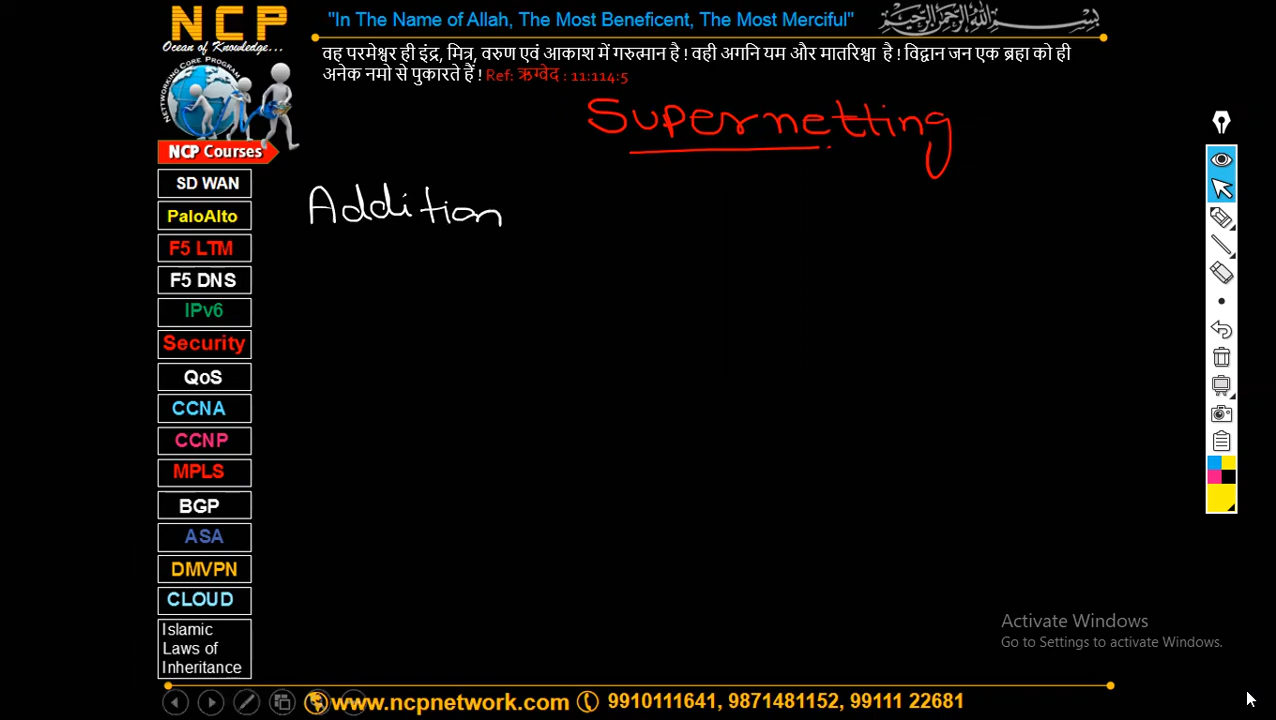 NCP
Ocean of Knowledge...
NETWORKING CORE PROGRAM
"In The Name of Allah, The Most Beneficent, The Most Merciful"
वह परमेश्वर ही इंद्र, मित्र, वरुण एवं आकाश में गरुत्मान है ! वही अगनि यम और मातरिश्वा है ! विद्वान जन एक ब्रहा को ही
अनेक नमो से पुकारते हैं ! Ref: ऋग्वेद : 11:114:5
Supernetting
Addition
NCP Courses
SD WAN
PaloAlto
F5 LTM
F5 DNS
IPv6
Security
QoS
CCNA
CCNP
MPLS
BGP
ASA
DMVPN
CLOUD
Islamic
Laws of
Inheritance
Activate Windows
Go to Settings to activate Windows.
www.ncpnetwork.com 9910111641, 9871481152, 99111 22681